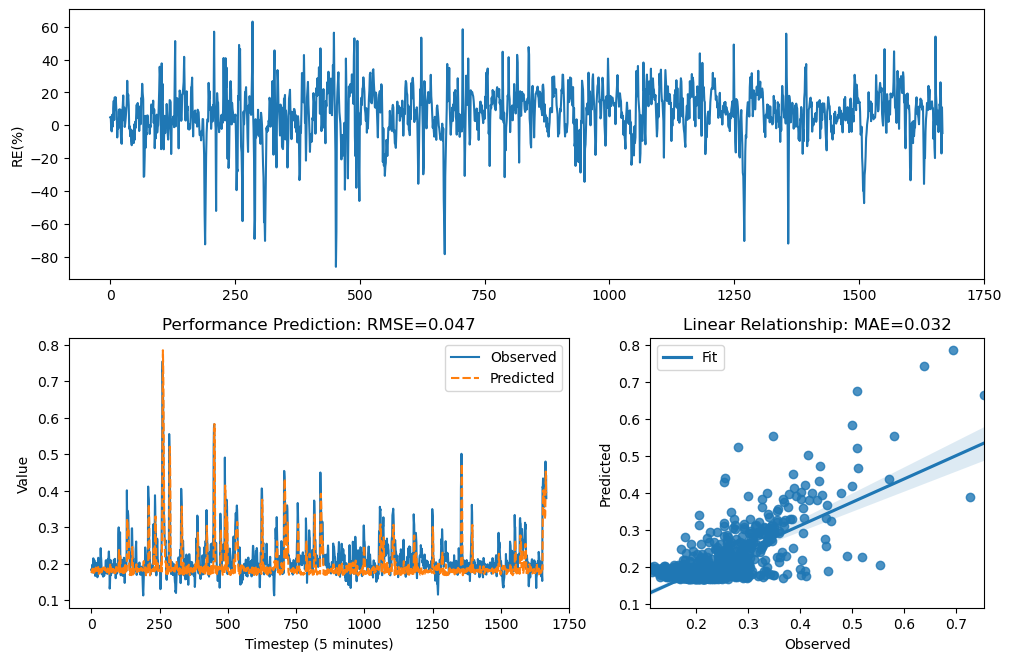 60
40
20
0
−20
−40
−60
−80
RE(%)
0 250 500 750 1000 1250 1500 1750
Performance Prediction: RMSE=0.047
0.8
0.7
0.6
0.5
0.4
0.3
0.2
0.1
Value
Observed
Predicted
0 250 500 750 1000 1250 1500 1750
Timestep (5 minutes)
Linear Relationship: MAE=0.032
0.8
0.7
0.6
0.5
0.4
0.3
0.2
0.1
Predicted
Fit
0.2 0.3 0.4 0.5 0.6 0.7
Observed